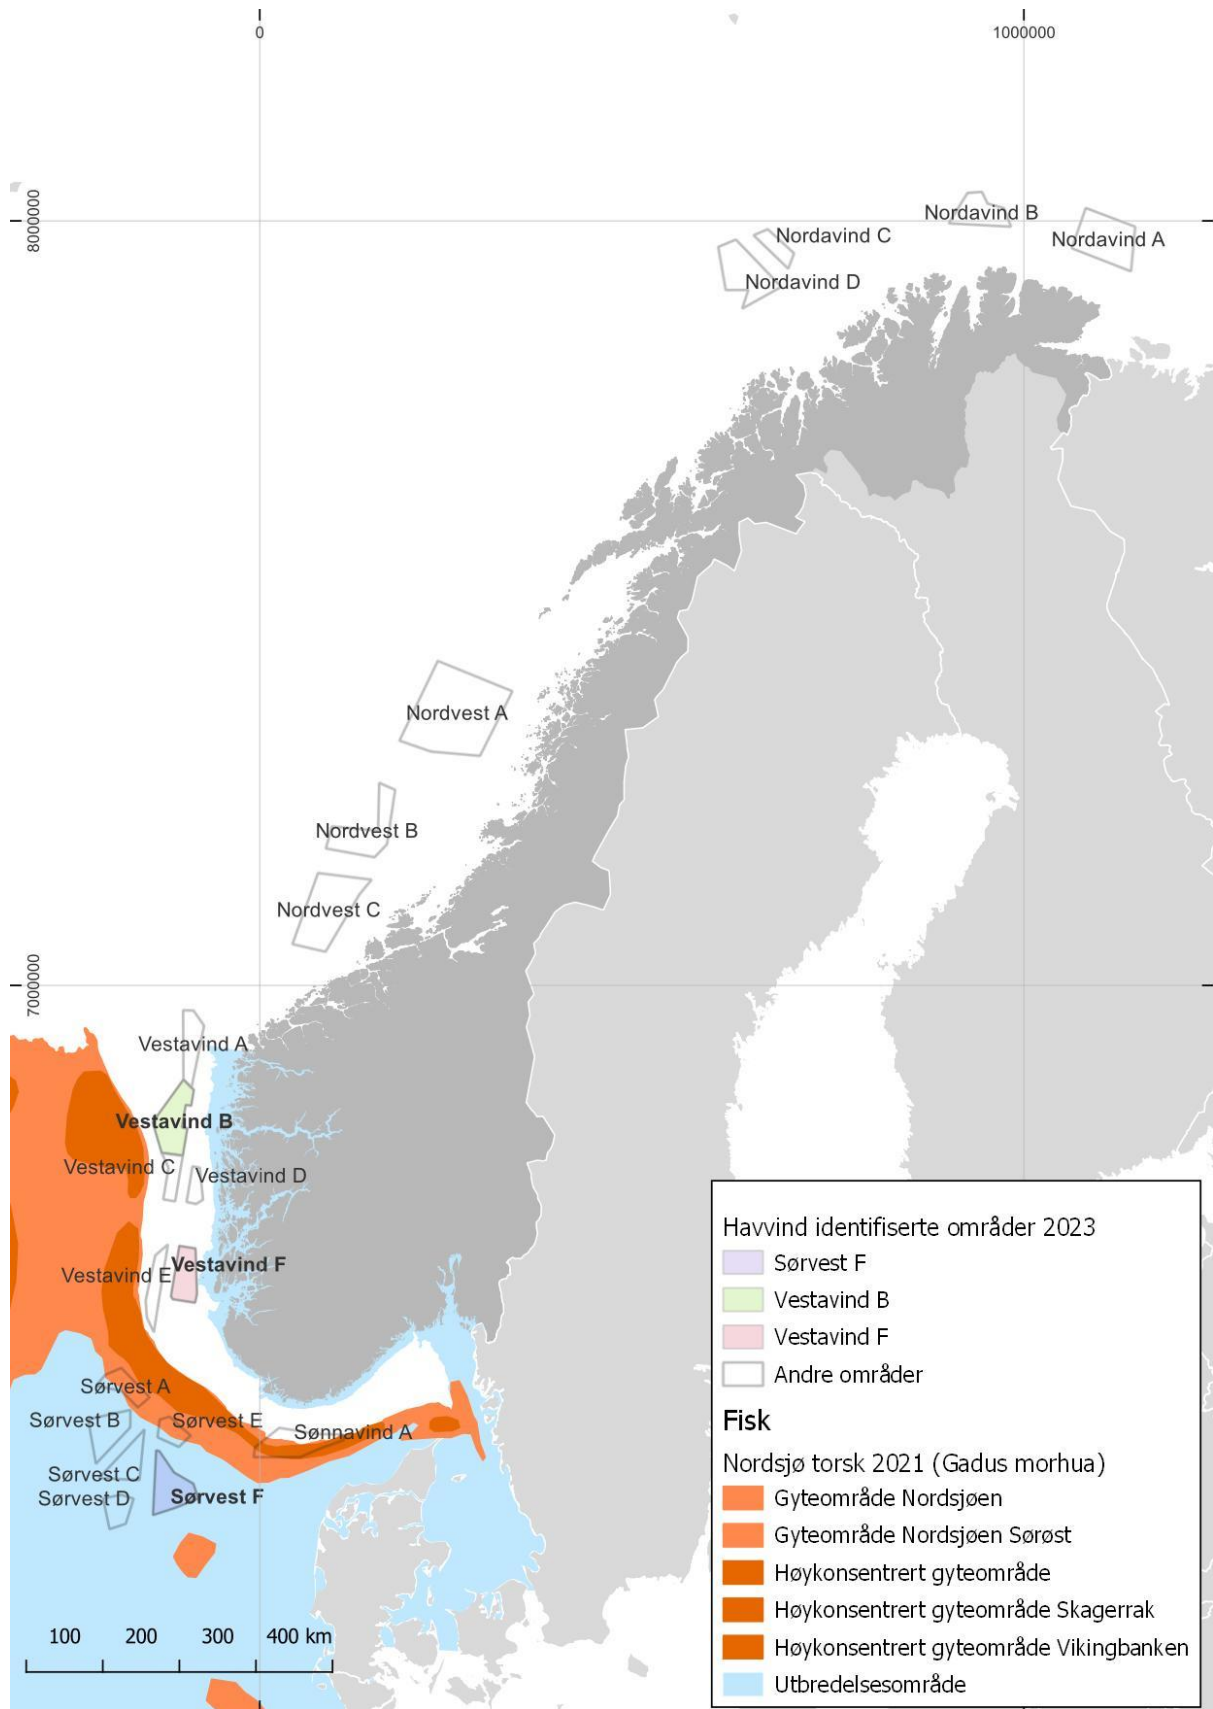 0
1000000
8000000
Nordavind B
Nordavind C
Nordavind A
Nordavind D
Nordvest A
Nordvest B
Nordvest C
7000000
Vestavind A
Vestavind B
Vestavind C
Vestavind D
Vestavind F
Vestavind E
Sørvest A
Sørvest B
Sørvest E
Sønnavind A
Sørvest C
Sørvest D
Sørvest F
100 200 300 400 km
Havvind identifiserte områder 2023
Sørvest F
Vestavind B
Vestavind F
Andre områder
Fisk
Nordsjø torsk 2021 (Gadus morhua)
Gyteområde Nordsjøen
Gyteområde Nordsjøen Sørøst
Høykonsentrert gyteområde
Høykonsentrert gyteområde Skagerrak
Høykonsentrert gyteområde Vikingbanken
Utbredelsesområde